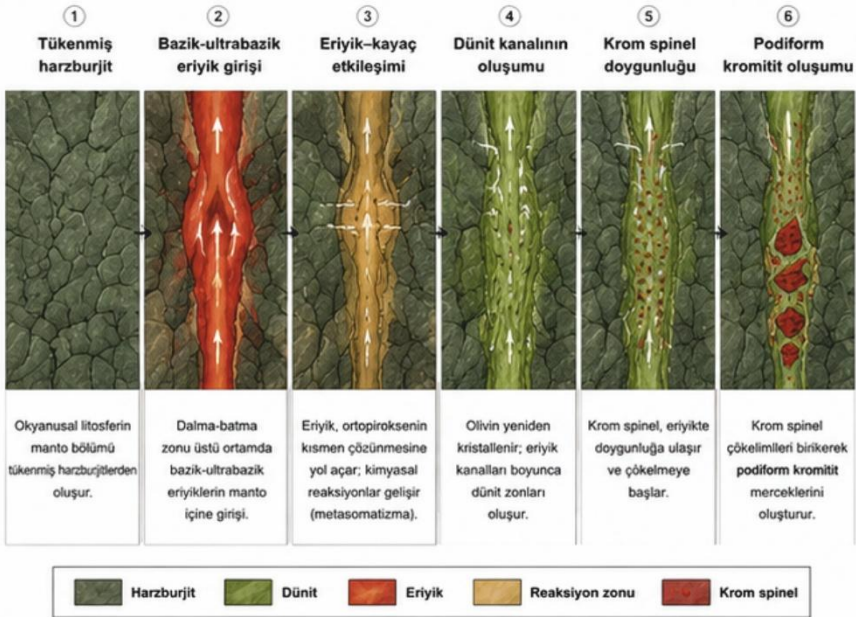 1
Tükenmiş
harzburjit
2
Bazik-ultrabazik
eriyik girişi
3
Eriyik–kayaç
etkileşimi
4
Dünit kanalının
oluşumu
5
Krom spinel
doygunluğu
6
Podiform
kromitit oluşumu
Okyanusal litosferin
manto bölümü
tükenmiş harzburjitlerden
oluşur.
Dalma-batma
zonu üstü ortamda
bazik-ultrabazik
eriyiklerin manto
içine girişi.
Eriyik, ortopiroksenin
kısmen çözünmesine
yol açar; kimyasal
reaksiyonlar gelişir
(metasomatizma).
Olivin yeniden
kristallenir; eriyik
kanalları boyunca
dünit zonları
oluşur.
Krom spinel, eriyikte
doygunluğa ulaşır
ve çökelmeye
başlar.
Krom spinel
çökelimlleri birikerek
podiform kromitit
merceklerini
oluşturur.
Harzburjit
Dünit
Eriyik
Reaksiyon zonu
Krom spinel